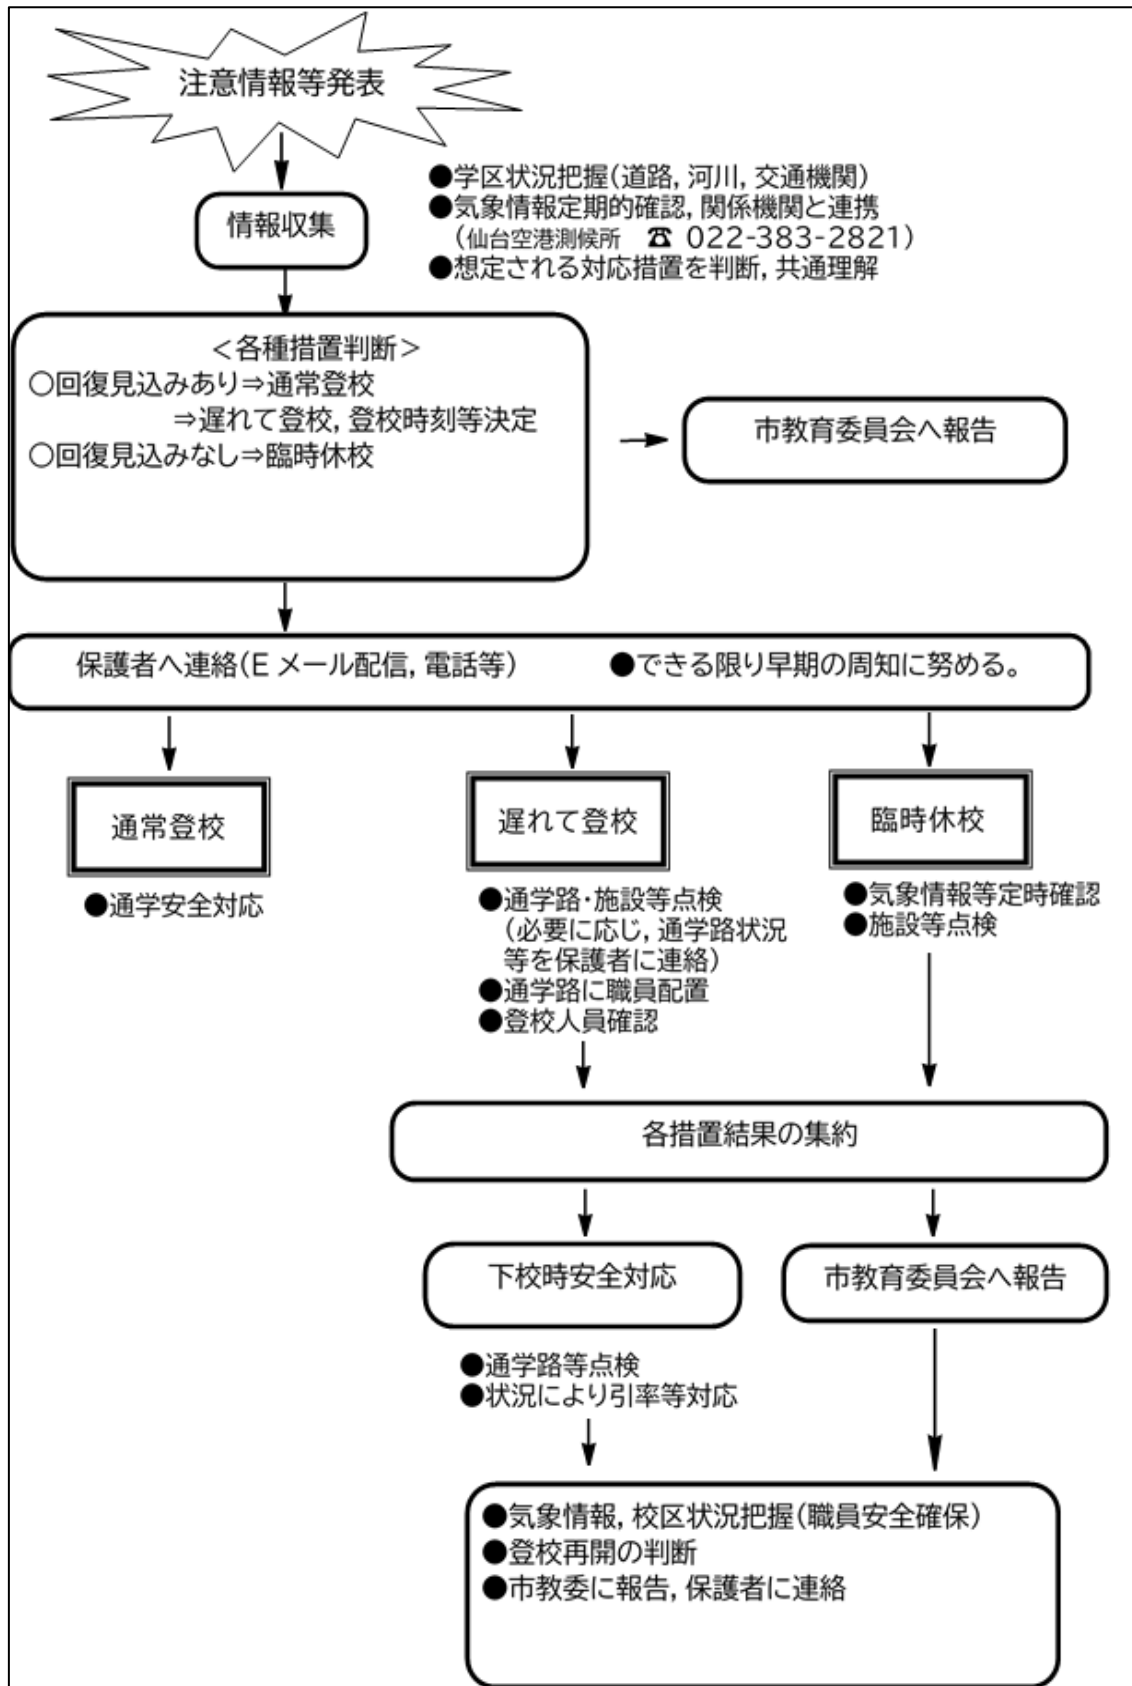 注意情報等発表
情報収集
●学区状況把握(道路, 河川, 交通機関)
●気象情報定期的確認, 関係機関と連携
(仙台空港測候所 ☎ 022-383-2821)
●想定される対応措置を判断, 共通理解
<各種措置判断>
○回復見込みあり⇒通常登校
⇒遅れて登校, 登校時刻等決定
○回復見込みなし⇒臨時休校
市教育委員会へ報告
保護者へ連絡(E メール配信, 電話等) ●できる限り早期の周知に努める。
通常登校
●通学安全対応
遅れて登校
●通学路・施設等点検
(必要に応じ, 通学路状況
等を保護者に連絡)
●通学路に職員配置
●登校人員確認
臨時休校
●気象情報等定時確認
●施設等点検
各措置結果の集約
下校時安全対応
市教育委員会へ報告
●通学路等点検
●状況により引率等対応
●気象情報, 校区状況把握(職員安全確保)
●登校再開の判断
●市教委に報告, 保護者に連絡